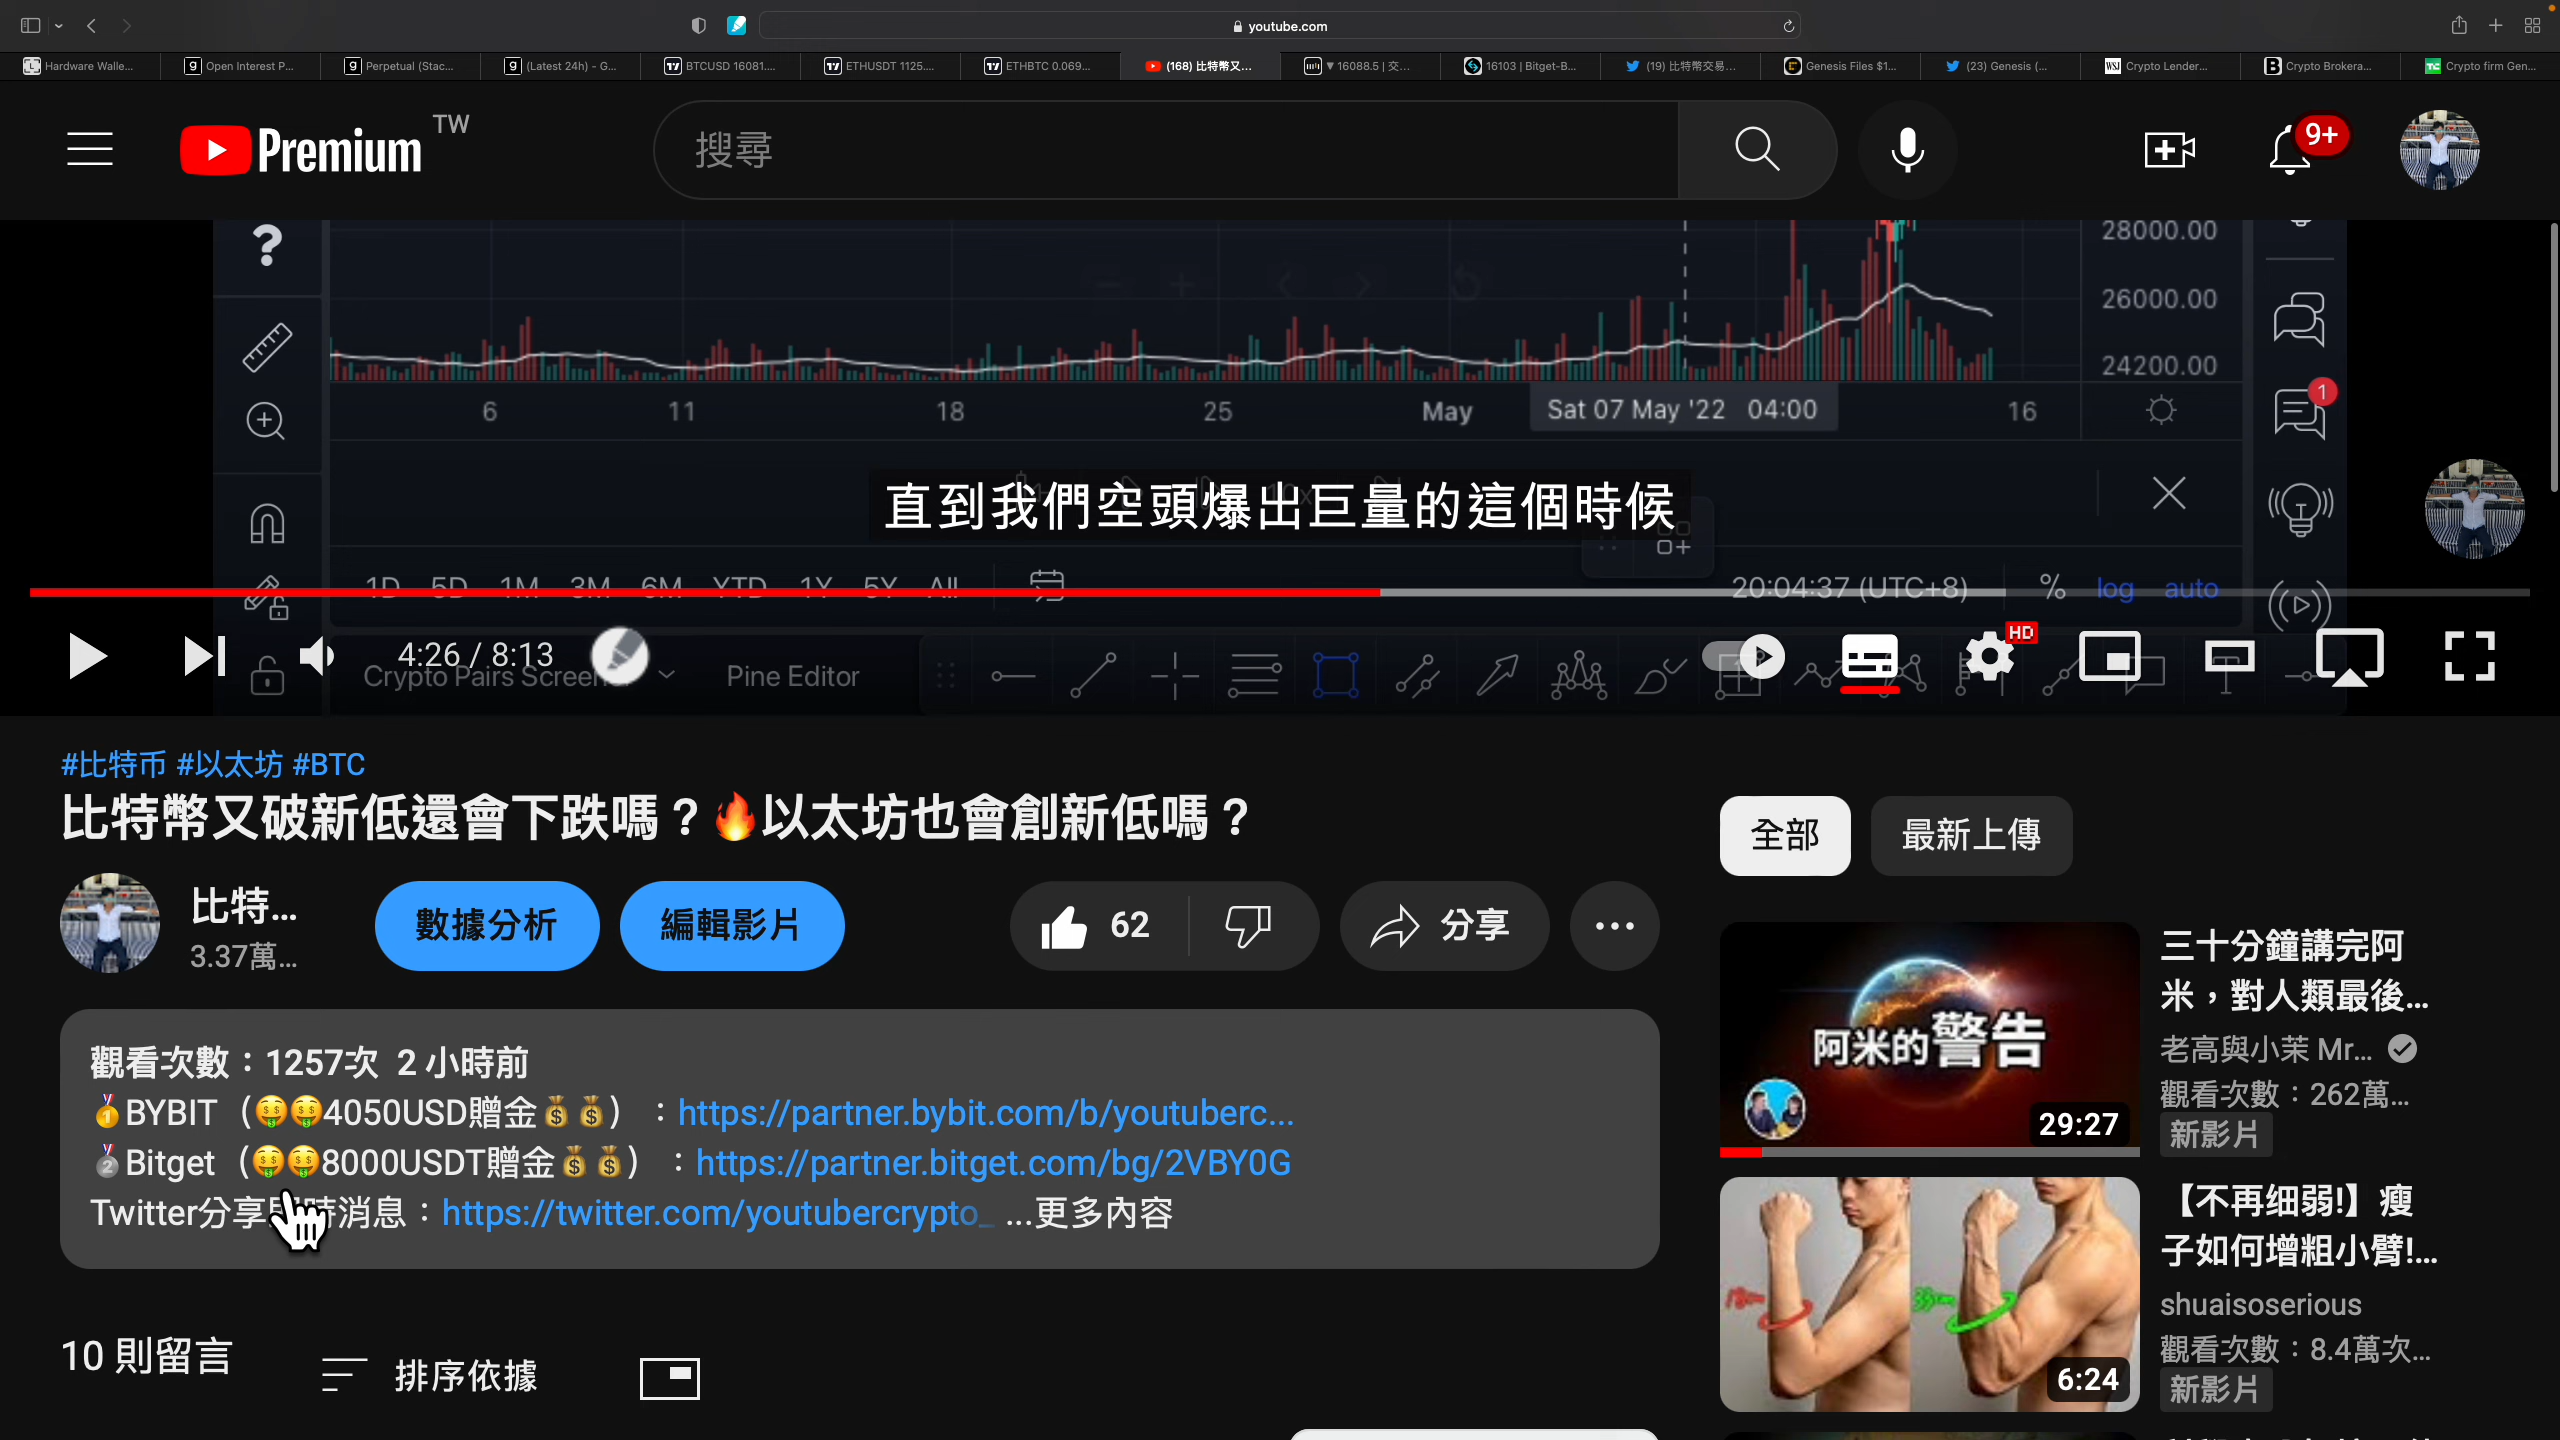 youtube.com
Hardware Walle...
Open Interest P...
Perpetual (Stac...
(Latest 24h) - G...
BTCUSD 16081....
ETHUSDT 1125....
ETHBTC 0.069...
(168) 比特幣又...
▼16088.5 | 交...
16103 | Bitget-B...
(19) 比特幣交易...
Genesis Files $1...
(23) Genesis (...
WSJ Crypto Lender...
B Crypto Brokera...
Crypto firm Gen...
Premium TW
搜尋
9+
28000.00
26000.00
24200.00
6 11 18 25 May Sat 07 May '22 04:00 16
1
直到我們空頭爆出巨量的這個時候
1D 5D 1M 3M 6M YTD 1Y 5Y All
20:04:37 (UTC+8) % log auto
4:26 / 8:13
HD
Pine Editor
#比特币 #以太坊 #BTC
比特幣又破新低還會下跌嗎？🔥以太坊也會創新低嗎？
比特...
3.37萬...
數據分析
編輯影片
62
分享
觀看次數：1257次 2 小時前
🥇BYBIT（🤑🤑4050USD贈金💰💰）：https://partner.bybit.com/b/youtuberc...
🥈Bitget（🤑🤑8000USDT贈金💰💰）：https://partner.bitget.com/bg/2VBY0G
Twitter分享時消息：https://twitter.com/youtubercrypto_ ...更多內容
10 則留言
排序依據
全部
最新上傳
阿米的警告
29:27
三十分鐘講完阿
米，對人類最後...
老高與小茉 Mr...
觀看次數：262萬...
新影片
6:24
【不再细弱!】瘦
子如何增粗小臂!...
shuaisoserious
觀看次數：8.4萬次...
新影片